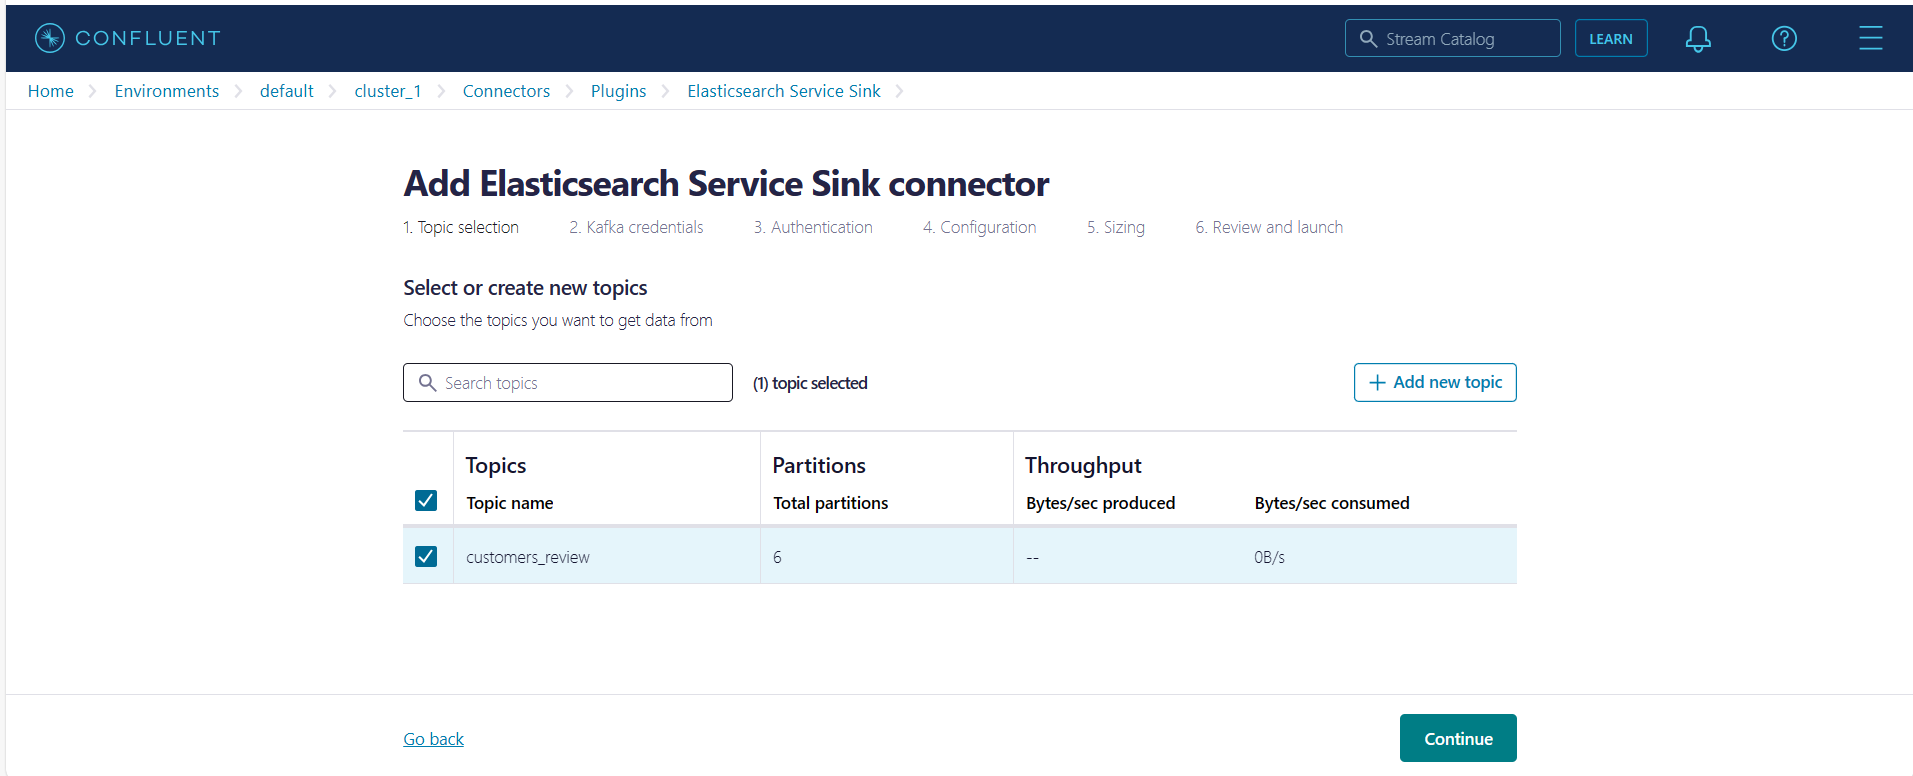 CONFLUENT Stream Catalog LEARN
Home Environments default cluster_1 Connectors Plugins Elasticsearch Service Sink
Add Elasticsearch Service Sink connector
1. Topic selection 2. Kafka credentials 3. Authentication 4. Configuration 5. Sizing 6. Review and launch
Select or create new topics
Choose the topics you want to get data from
Search topics (1) topic selected + Add new topic
Topics Partitions Throughput
Topic name Total partitions Bytes/sec produced Bytes/sec consumed
customers_review 6 -- 0B/s
Go back Continue